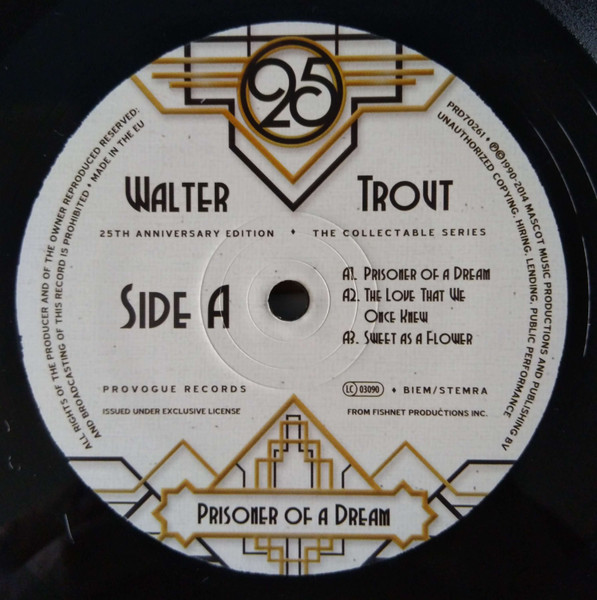 25
WALTER TROUT
25TH ANNIVERSARY EDITION ♦ THE COLLECTABLE SERIES
SIDE A
A1. PRISONER OF A DREAM
A2. THE LOVE THAT WE
ONCE KNEW
A3. SWEET AS A FLOWER
PROVOGUE RECORDS
LC 03090 ♦ BIEM/STEMRA
ISSUED UNDER EXCLUSIVE LICENSE
FROM FISHNET PRODUCTIONS INC.
PRISONER OF A DREAM
ALL RIGHTS OF THE PRODUCER AND OF THE OWNER REPRODUCED RESERVED:
AND BROADCASTING OF THIS RECORD IS PROHIBITED • MADE IN THE EU
PRD70261 • ℗©1990-2014 MASCOT MUSIC PRODUCTIONS AND PUBLISHING BV
UNAUTHORIZED COPYING, HIRING, LENDING, PUBLIC PERFORMANCE